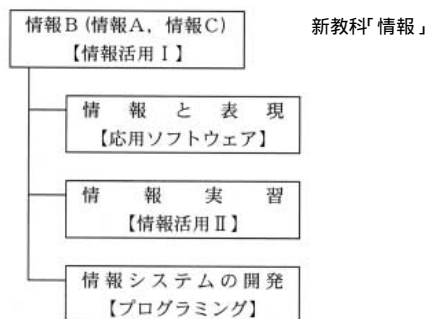 情報B（情報A，情報C）
【情報活用Ⅰ】
新教科「情報」
情報と表現
【応用ソフトウェア】
情報実習
【情報活用Ⅱ】
情報システムの開発
【プログラミング】